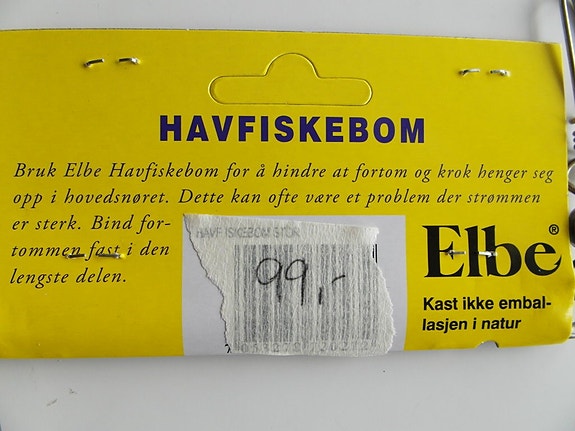 HAVFISKEBOM
Bruk Elbe Havfiskebom for å hindre at fortom og krok henger seg
opp i hovedsnøret. Dette kan ofte være et problem der strømmen
er sterk. Bind for-
tommen fast i den
lengste delen.
HAVFISKEBOM STOR
99,-
Elbe®
Kast ikke embal-
lasjen i natur